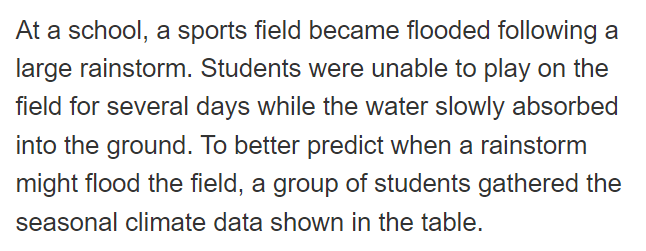 At a school, a sports field became flooded following a
large rainstorm. Students were unable to play on the
field for several days while the water slowly absorbed
into the ground. To better predict when a rainstorm
might flood the field, a group of students gathered the
seasonal climate data shown in the table.